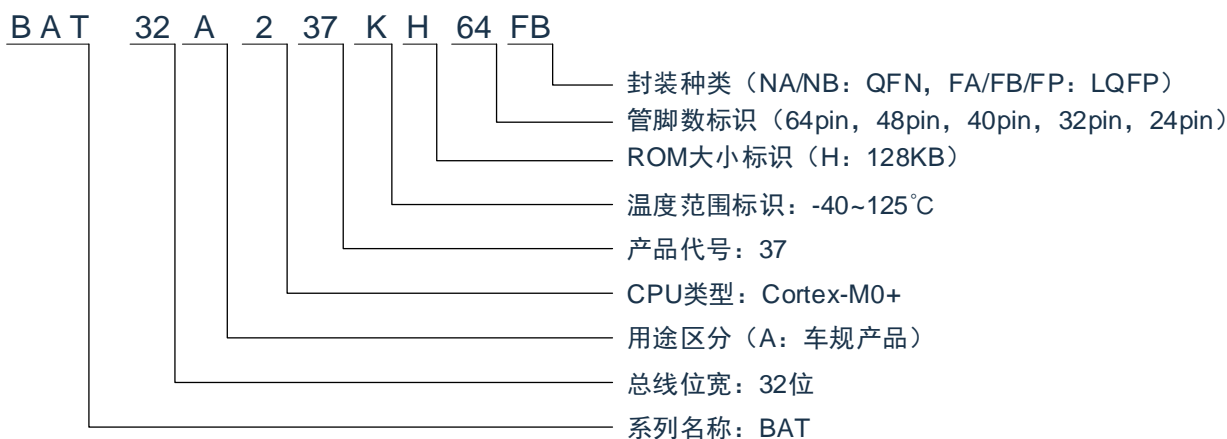 BAT 32 A 2 37 K H 64 FB
封装种类（NA/NB：QFN，FA/FB/FP：LQFP）
管脚数标识（64pin，48pin，40pin，32pin，24pin）
ROM大小标识（H：128KB）
温度范围标识：-40~125℃
产品代号：37
CPU类型：Cortex-M0+
用途区分（A：车规产品）
总线位宽：32位
系列名称：BAT